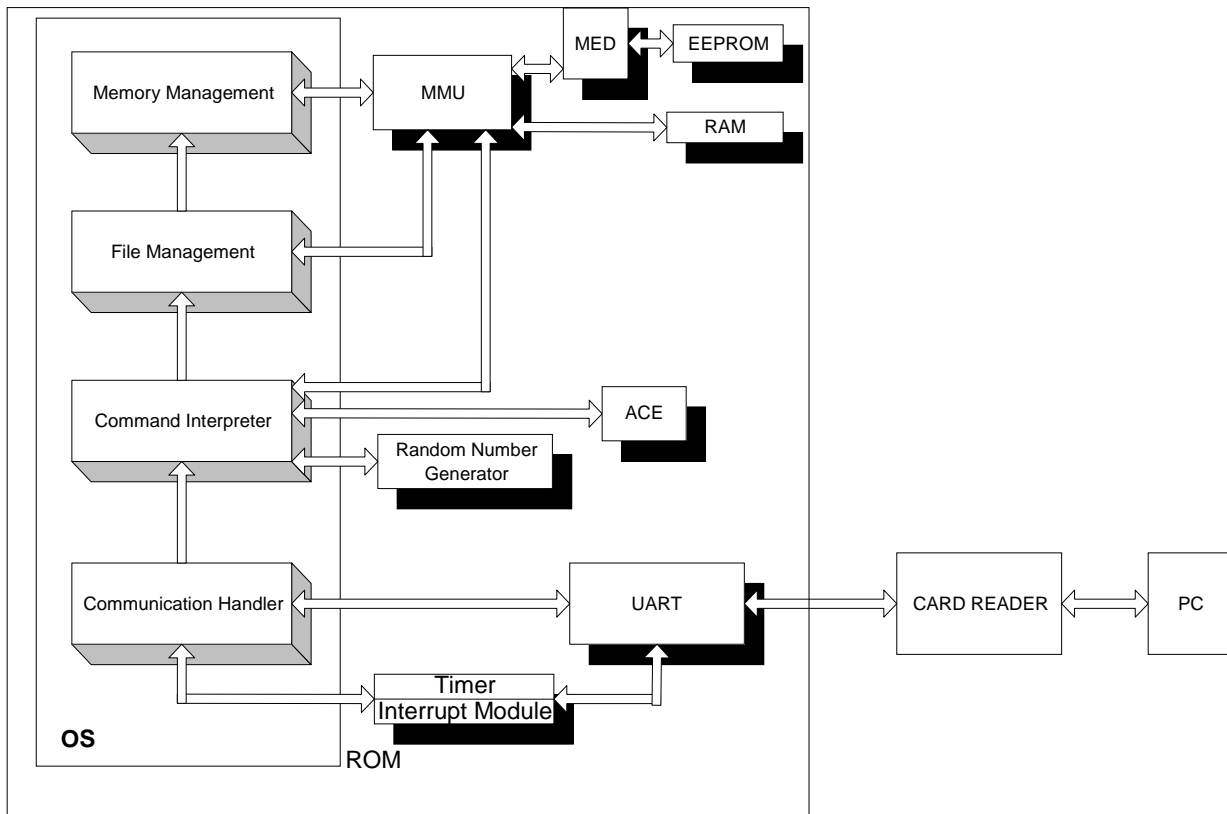 MED
EEPROM
Memory Management
MMU
RAM
File Management
Command Interpreter
ACE
Random Number
Generator
Communication Handler
UART
CARD READER
PC
Timer
Interrupt Module
OS
ROM